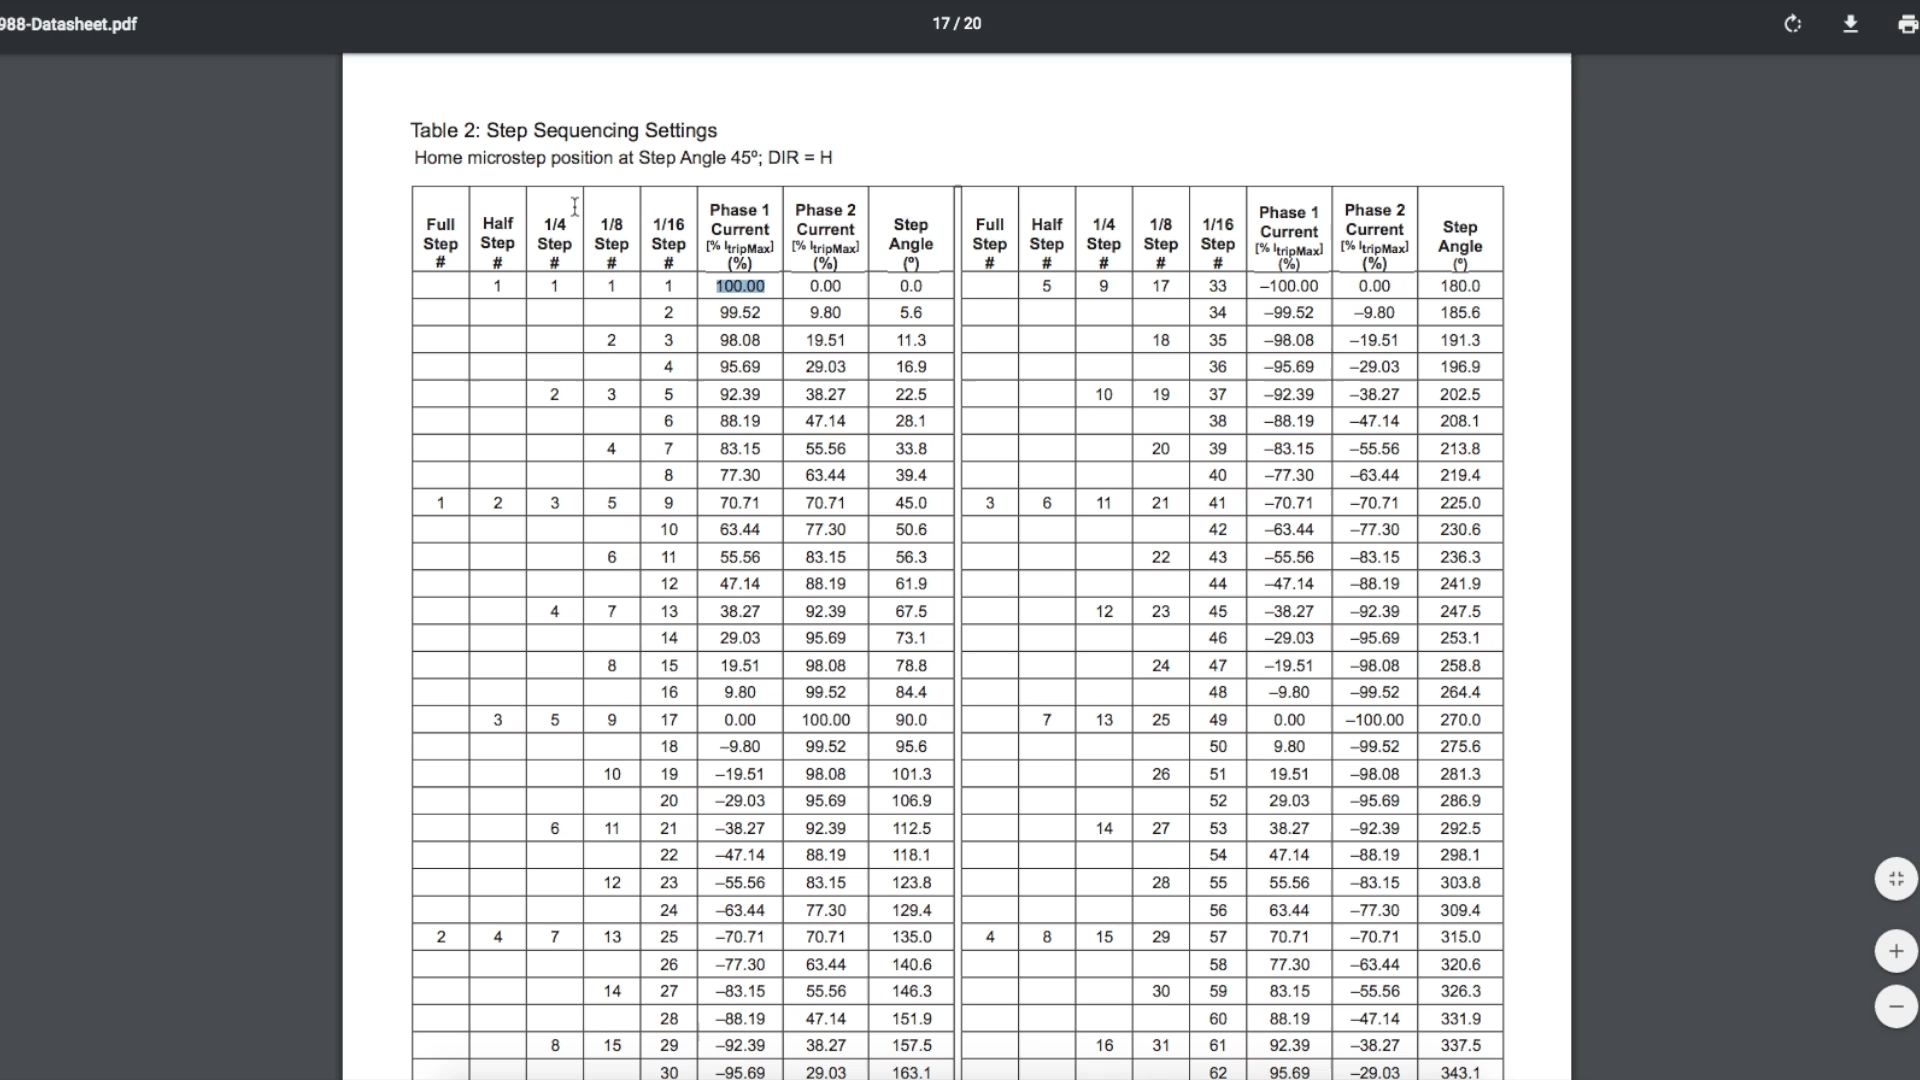 988-Datasheet.pdf
17 / 20
Table 2: Step Sequencing Settings
Home microstep position at Step Angle 45º; DIR = H
Full Step # Half Step # 1/4 Step # 1/8 Step # 1/16 Step # Phase 1 Current [% ItripMax] (%) Phase 2 Current [% ItripMax] (%) Step Angle (º) Full Step # Half Step # 1/4 Step # 1/8 Step # 1/16 Step # Phase 1 Current [% ItripMax] (%) Phase 2 Current [% ItripMax] (%) Step Angle (º)
1 1 1 1 100.00 0.00 0.0 5 9 17 33 –100.00 0.00 180.0
2 99.52 9.80 5.6 34 –99.52 –9.80 185.6
2 3 98.08 19.51 11.3 18 35 –98.08 –19.51 191.3
4 95.69 29.03 16.9 36 –95.69 –29.03 196.9
2 3 5 92.39 38.27 22.5 10 19 37 –92.39 –38.27 202.5
6 88.19 47.14 28.1 38 –88.19 –47.14 208.1
4 7 83.15 55.56 33.8 20 39 –83.15 –55.56 213.8
8 77.30 63.44 39.4 40 –77.30 –63.44 219.4
1 2 3 5 9 70.71 70.71 45.0 3 6 11 21 41 –70.71 –70.71 225.0
10 63.44 77.30 50.6 42 –63.44 –77.30 230.6
6 11 55.56 83.15 56.3 22 43 –55.56 –83.15 236.3
12 47.14 88.19 61.9 44 –47.14 –88.19 241.9
4 7 13 38.27 92.39 67.5 12 23 45 –38.27 –92.39 247.5
14 29.03 95.69 73.1 46 –29.03 –95.69 253.1
8 15 19.51 98.08 78.8 24 47 –19.51 –98.08 258.8
16 9.80 99.52 84.4 48 –9.80 –99.52 264.4
3 5 9 17 0.00 100.00 90.0 7 13 25 49 0.00 –100.00 270.0
18 –9.80 99.52 95.6 50 9.80 –99.52 275.6
10 19 –19.51 98.08 101.3 26 51 19.51 –98.08 281.3
20 –29.03 95.69 106.9 52 29.03 –95.69 286.9
6 11 21 –38.27 92.39 112.5 14 27 53 38.27 –92.39 292.5
22 –47.14 88.19 118.1 54 47.14 –88.19 298.1
12 23 –55.56 83.15 123.8 28 55 55.56 –83.15 303.8
24 –63.44 77.30 129.4 56 63.44 –77.30 309.4
2 4 7 13 25 –70.71 70.71 135.0 4 8 15 29 57 70.71 –70.71 315.0
26 –77.30 63.44 140.6 58 77.30 –63.44 320.6
14 27 –83.15 55.56 146.3 30 59 83.15 –55.56 326.3
28 –88.19 47.14 151.9 60 88.19 –47.14 331.9
8 15 29 –92.39 38.27 157.5 16 31 61 92.39 –38.27 337.5
30 –95.69 29.03 163.1 62 95.69 –29.03 343.1